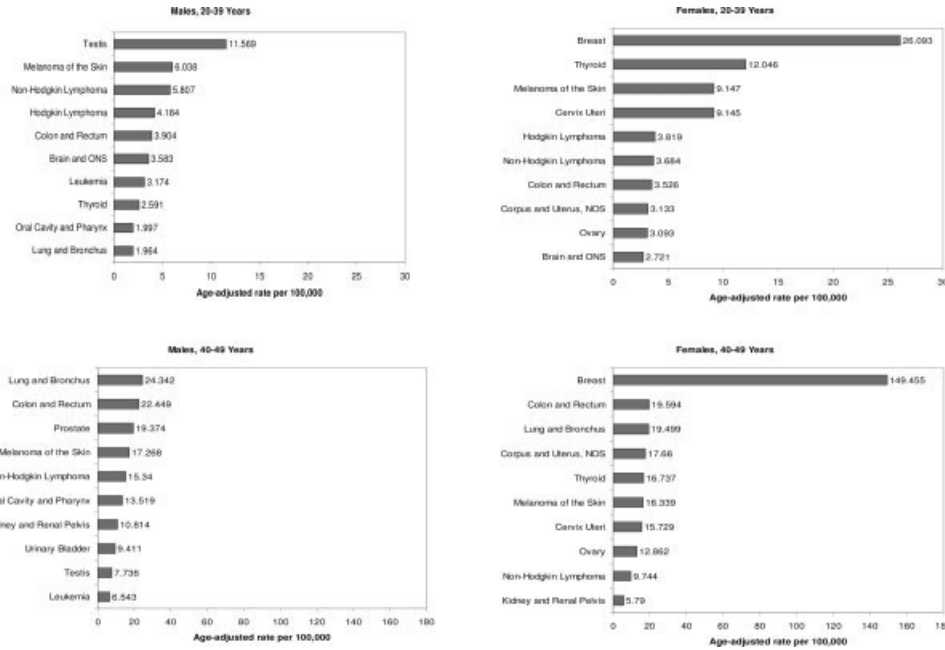 Males, 20-39 Years
Testis 11.569
Melanoma of the Skin 6.038
Non-Hodgkin Lymphoma 5.807
Hodgkin Lymphoma 4.184
Colon and Rectum 3.904
Brain and ONS 3.583
Leukemia 3.174
Thyroid 2.591
Oral Cavity and Pharynx 1.997
Lung and Bronchus 1.964
0 5 10 15 20 25 30
Age-adjusted rate per 100,000
Females, 20-39 Years
Breast 26.093
Thyroid 12.046
Melanoma of the Skin 9.147
Cervix Uteri 9.145
Hodgkin Lymphoma 3.819
Non-Hodgkin Lymphoma 3.684
Colon and Rectum 3.526
Corpus and Uterus, NOS 3.133
Ovary 3.093
Brain and ONS 2.721
0 5 10 15 20 25 30
Age-adjusted rate per 100,000
Males, 40-49 Years
Lung and Bronchus 24.342
Colon and Rectum 22.449
Prostate 19.374
Melanoma of the Skin 17.268
n-Hodgkin Lymphoma 15.34
al Cavity and Pharynx 13.519
ney and Renal Pelvis 10.814
Urinary Bladder 9.411
Testis 7.736
Leukemia 6.543
0 20 40 60 80 100 120 140 160 180
Age-adjusted rate per 100,000
Females, 40-49 Years
Breast 149.455
Colon and Rectum 19.594
Lung and Bronchus 19.499
Corpus and Uterus, NOS 17.66
Thyroid 16.737
Melanoma of the Skin 16.339
Cervix Uteri 15.729
Ovary 12.862
Non-Hodgkin Lymphoma 9.744
Kidney and Renal Pelvis 5.79
0 20 40 60 80 100 120 140 160 18
Age-adjusted rate per 100,000